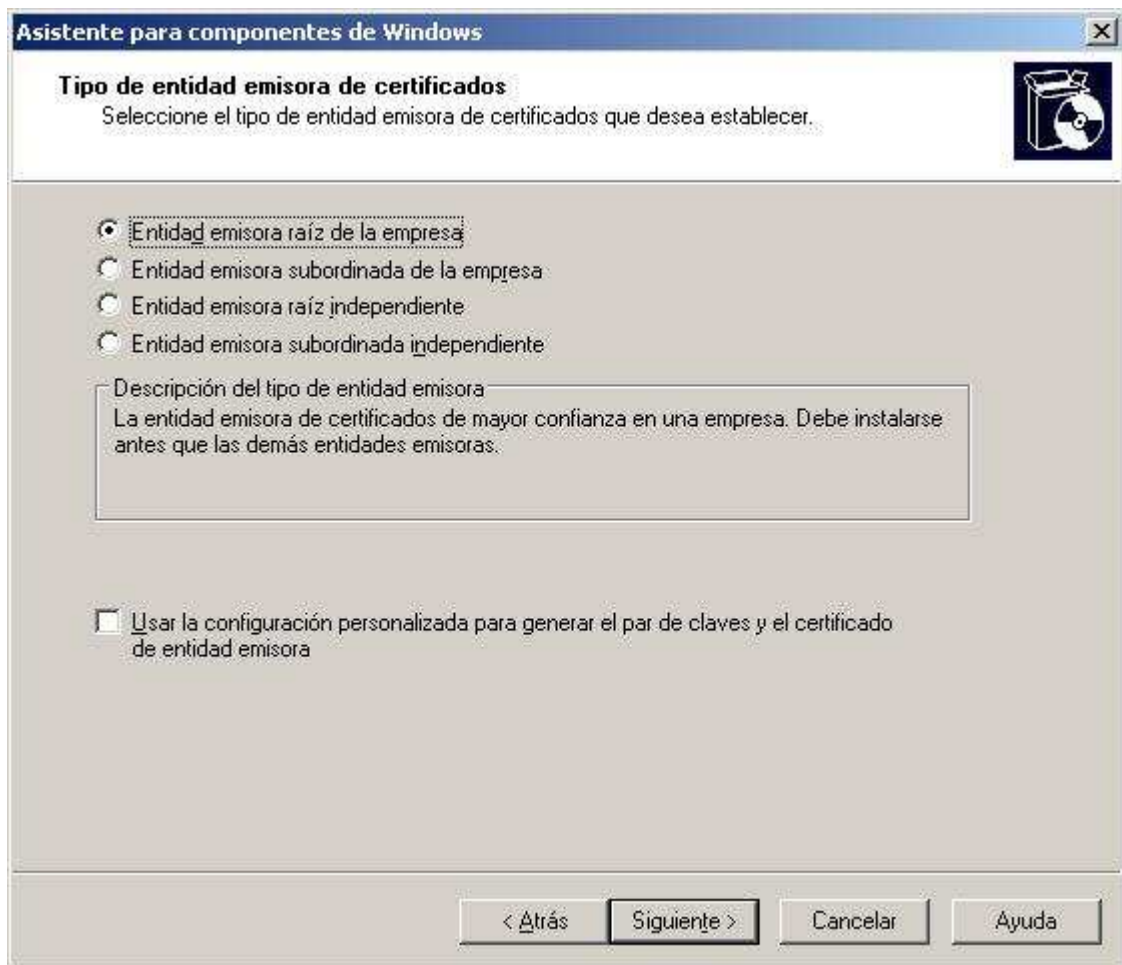 Asistente para componentes de Windows
Tipo de entidad emisora de certificados
Seleccione el tipo de entidad emisora de certificados que desea establecer.
Entidad emisora raíz de la empresa
Entidad emisora subordinada de la empresa
Entidad emisora raíz independiente
Entidad emisora subordinada independiente
Descripción del tipo de entidad emisora
La entidad emisora de certificados de mayor confianza en una empresa. Debe instalarse
antes que las demás entidades emisoras.
Usar la configuración personalizada para generar el par de claves y el certificado
de entidad emisora
< Atrás Siguiente > Cancelar Ayuda